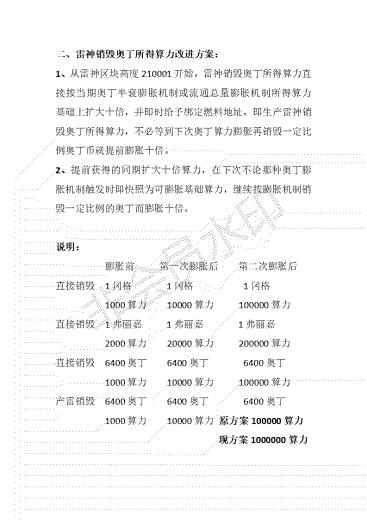 二、雷神销毁奥丁所得算力改进方案：
1、从雷神区块高度 210001 开始，雷神销毁奥丁所得算力直
接按当期奥丁半衰膨胀机制或流通总量膨胀机制所得算力
基础上扩大十倍，并即时给予绑定燃料地址，即生产雷神销
毁奥丁所得算力，不必等到下次奥丁算力膨胀再销毁一定比
例奥丁币就提前膨胀十倍。
2、提前获得的同期扩大十倍算力，在下次不论那种奥丁膨
胀机制触发时即快照为可膨胀基础算力，继续按膨胀机制销
毁一定比例的奥丁而膨胀十倍。
说明：
膨胀前 第一次膨胀后 第二次膨胀后
直接销毁 1 冈格 1 冈格 1 冈格
1000 算力 10000 算力 100000 算力
直接销毁 1 弗丽嘉 1 弗丽嘉 1 弗丽嘉
2000 算力 20000 算力 200000 算力
直接销毁 6400 奥丁 6400 奥丁 6400 奥丁
1000 算力 10000 算力 100000 算力
产雷销毁 6400 奥丁 6400 奥丁 6400 奥丁
1000 算力 10000 算力 原方案 100000 算力
现方案 1000000 算力
非会员水印